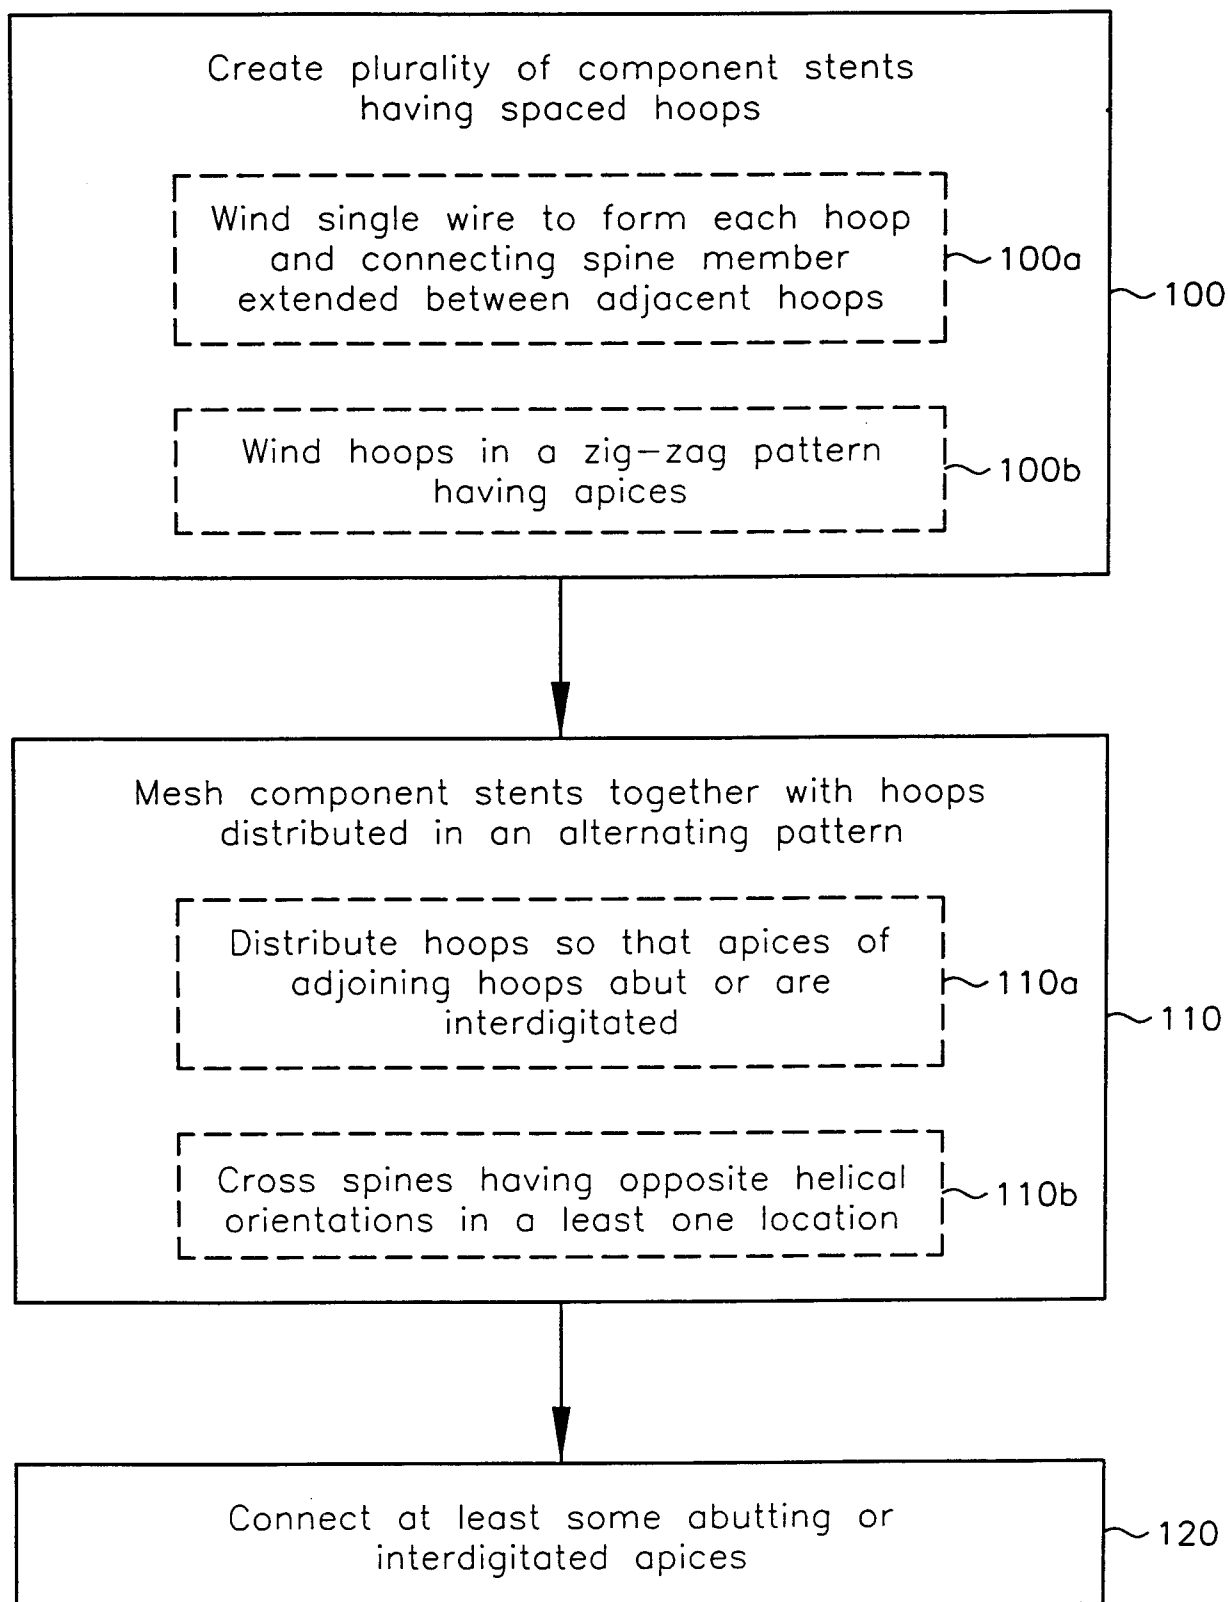 Create plurality of component stents
having spaced hoops
Wind single wire to form each hoop
and connecting spine member
extended between adjacent hoops
100a
100
Wind hoops in a zig-zag pattern
having apices
100b
Mesh component stents together with hoops
distributed in an alternating pattern
Distribute hoops so that apices of
adjoining hoops abut or are
interdigitated
110a
110
Cross spines having opposite helical
orientations in a least one location
110b
Connect at least some abutting or
interdigitated apices
120